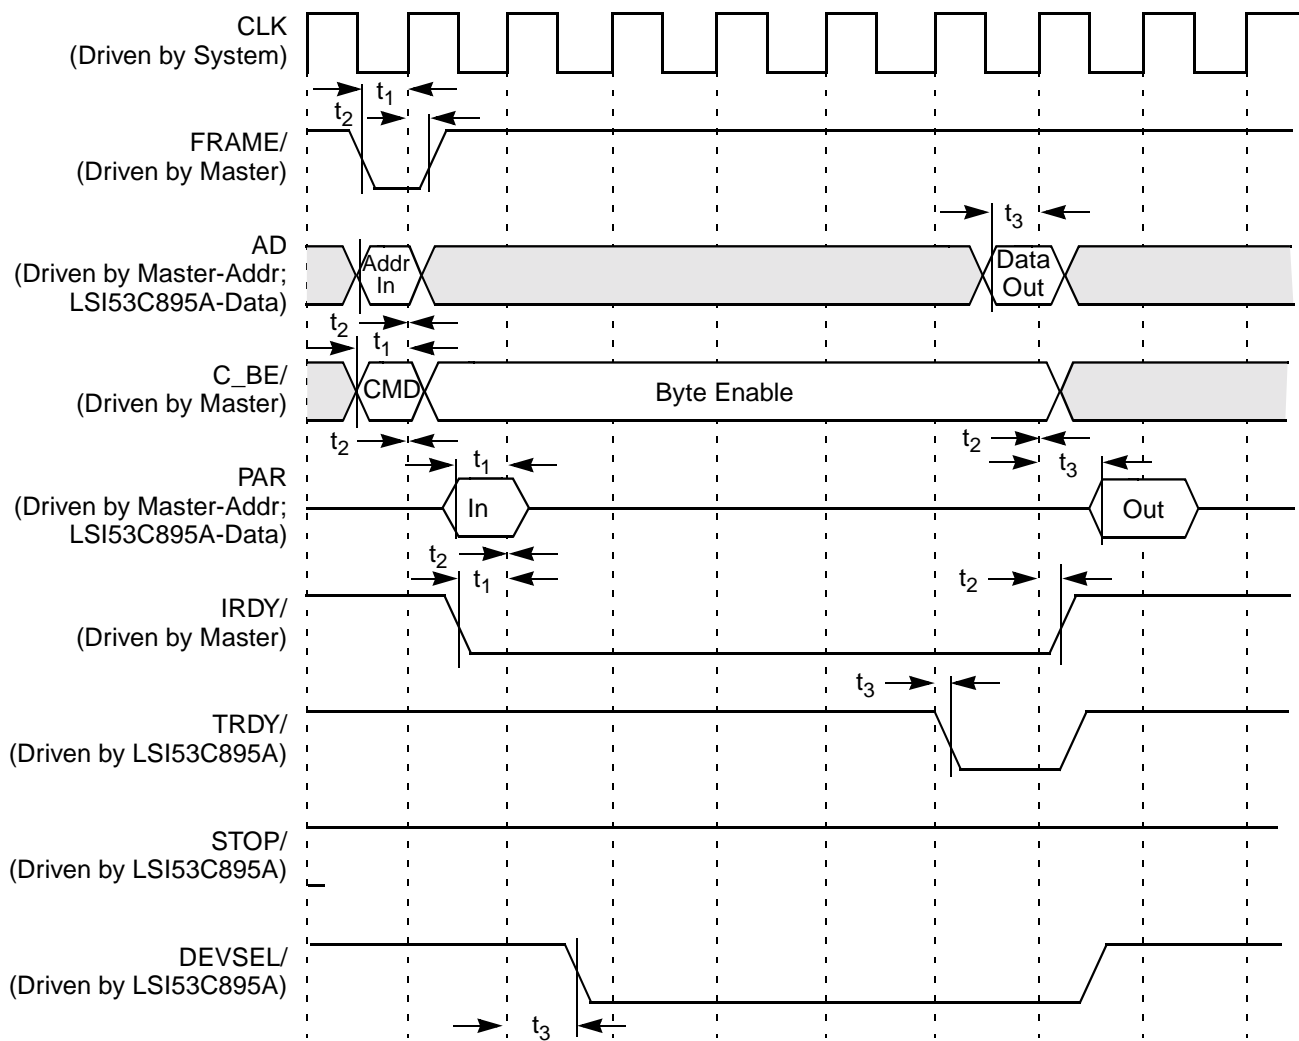 CLK
(Driven by System)
t1
t2
FRAME/
(Driven by Master)
t3
AD
(Driven by Master-Addr;
LSI53C895A-Data)
Addr
In
Data
Out
t2
t1
C_BE/
(Driven by Master)
CMD
Byte Enable
t2
t2
t1
t3
PAR
(Driven by Master-Addr;
LSI53C895A-Data)
In
Out
t2
t1
t2
IRDY/
(Driven by Master)
t3
TRDY/
(Driven by LSI53C895A)
STOP/
(Driven by LSI53C895A)
DEVSEL/
(Driven by LSI53C895A)
t3